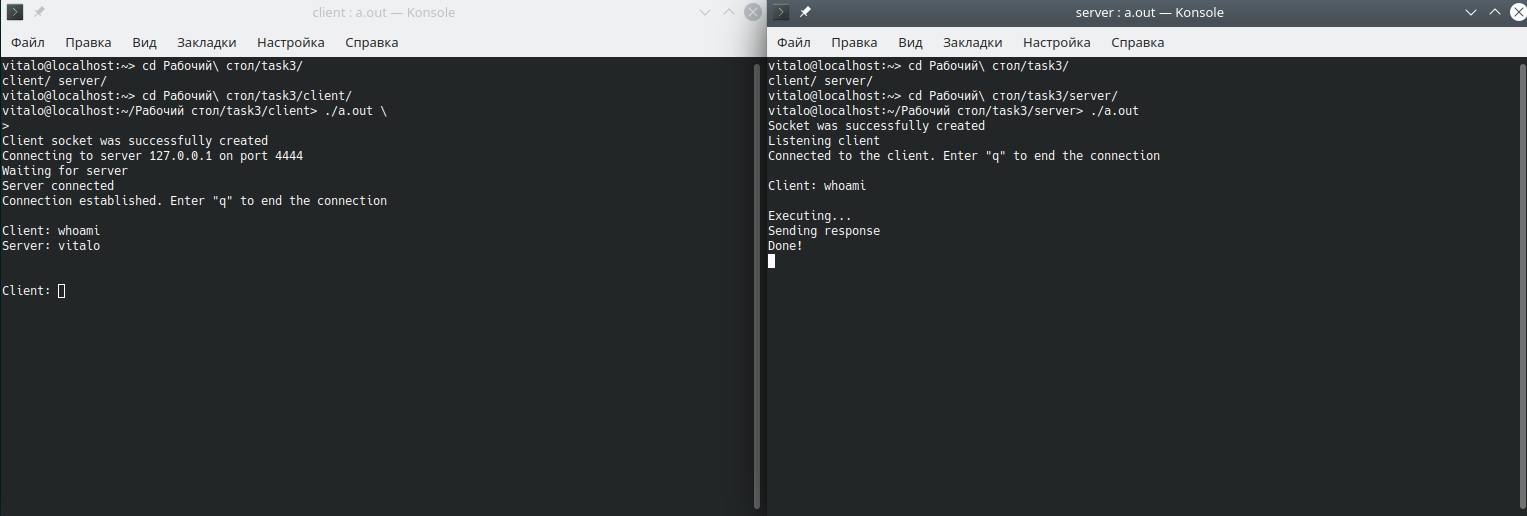 client : a.out — Konsole
Файл Правка Вид Закладки Настройка Справка
vitalo@localhost:~> cd Рабочий\ стол/task3/
client/ server/
vitalo@localhost:~> cd Рабочий\ стол/task3/client/
vitalo@localhost:~/Рабочий стол/task3/client> ./a.out \
>
Client socket was successfully created
Connecting to server 127.0.0.1 on port 4444
Waiting for server
Server connected
Connection established. Enter "q" to end the connection
Client: whoami
Server: vitalo
Client:
server : a.out — Konsole
Файл Правка Вид Закладки Настройка Справка
vitalo@localhost:~> cd Рабочий\ стол/task3/
client/ server/
vitalo@localhost:~> cd Рабочий\ стол/task3/server/
vitalo@localhost:~/Рабочий стол/task3/server> ./a.out
Socket was successfully created
Listening client
Connected to the client. Enter "q" to end the connection
Client: whoami
Executing...
Sending response
Done!